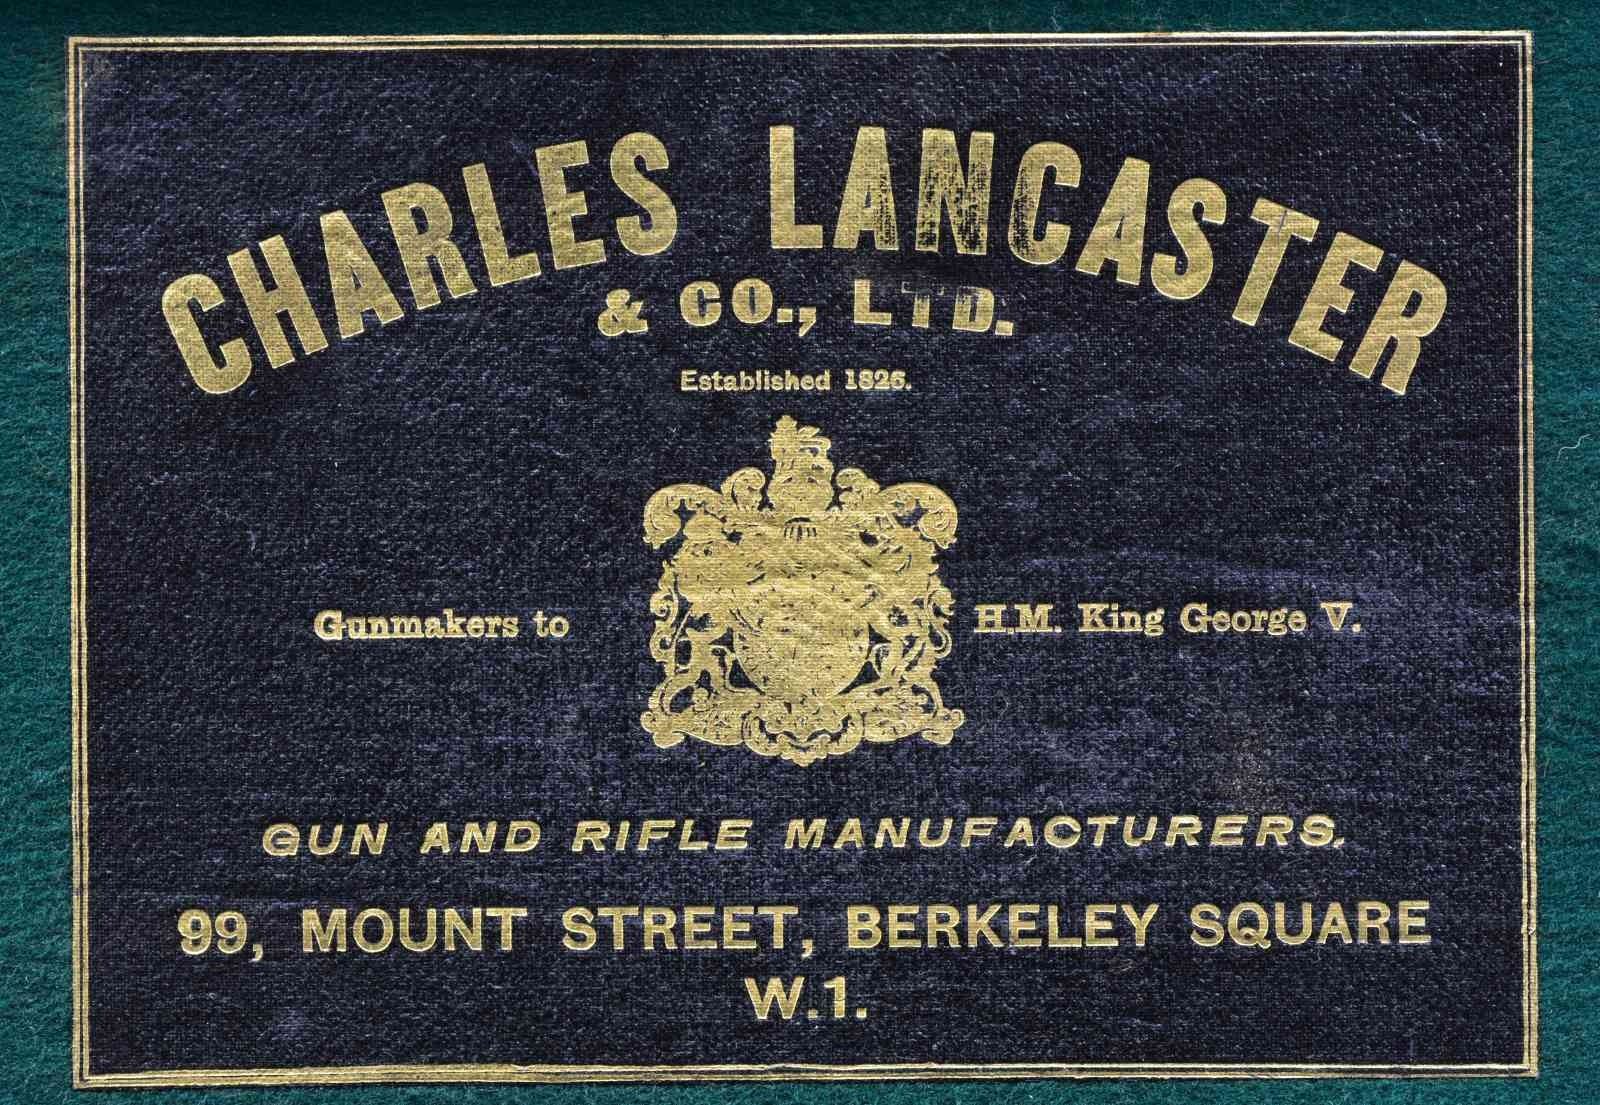 CHARLES LANCASTER
& CO., LTD.
Established 1826.
Gunmakers to H.M. King George V.
GUN AND RIFLE MANUFACTURERS.
99, MOUNT STREET, BERKELEY SQUARE
W.1.